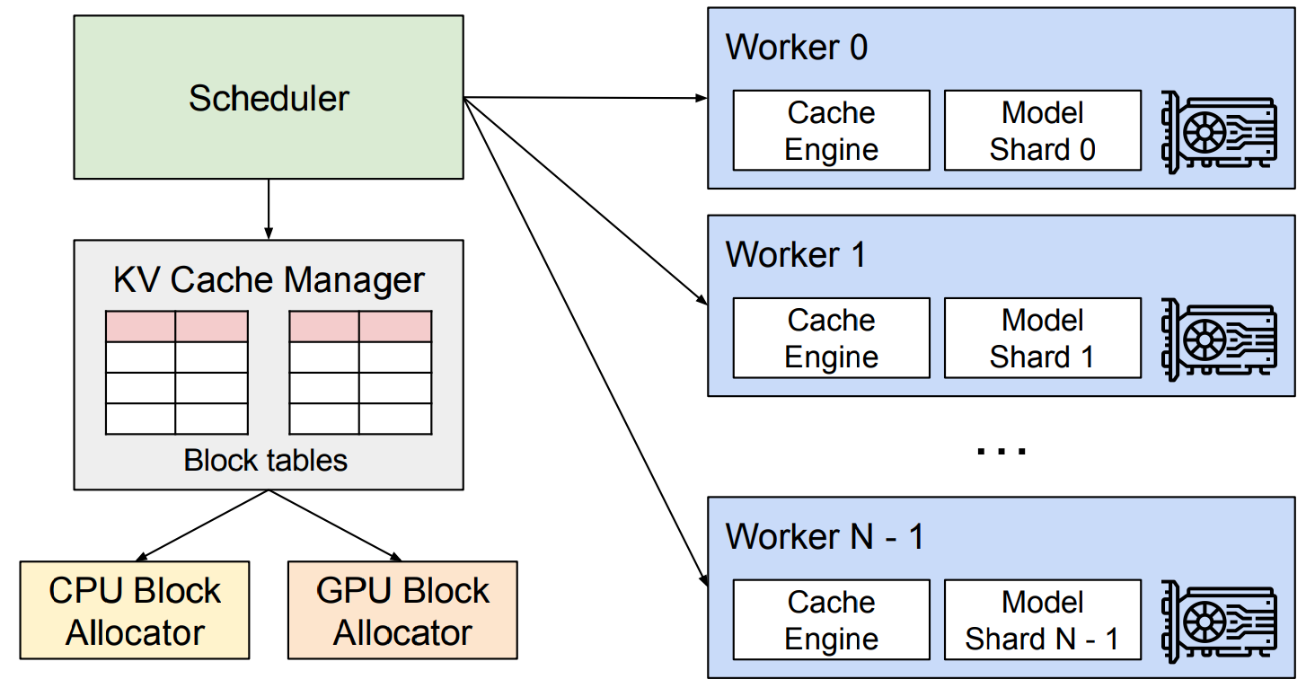 Scheduler
KV Cache Manager
Block tables
CPU Block
Allocator
GPU Block
Allocator
Worker 0
Cache
Engine
Model
Shard 0
Worker 1
Cache
Engine
Model
Shard 1
...
Worker N - 1
Cache
Engine
Model
Shard N - 1